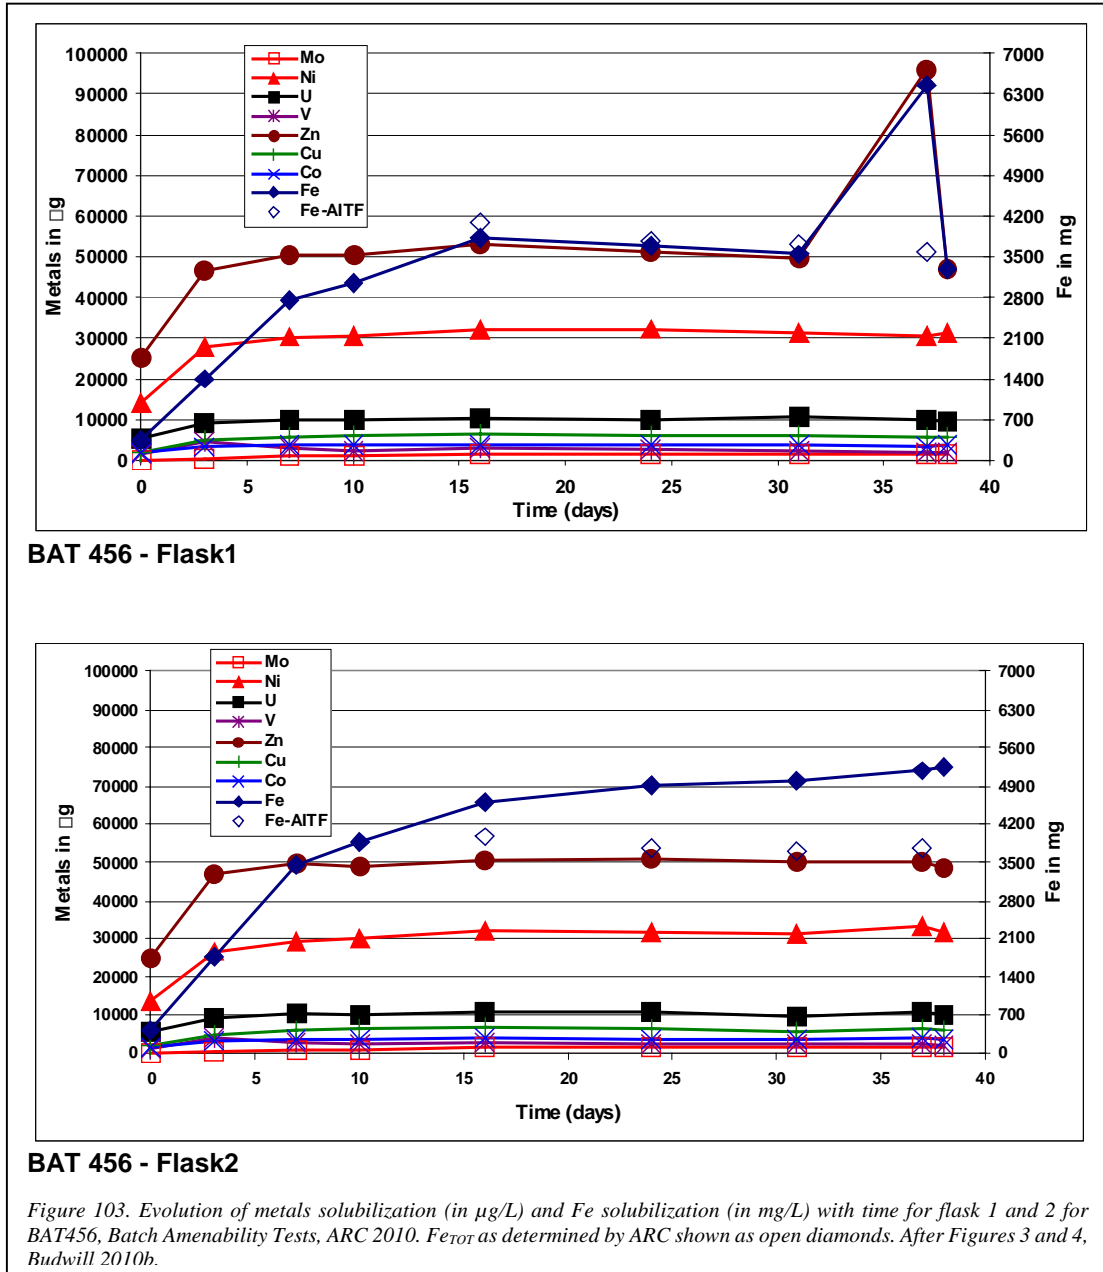 100000
90000
80000
70000
60000
50000
40000
30000
20000
10000
0
Metals in □g
Mo
Ni
U
V
Zn
Cu
Co
Fe
Fe-AITF
7000
6300
5600
4900
4200
3500
2800
2100
1400
700
0
Fe in mg
0 5 10 15 20 25 30 35 40
Time (days)
BAT 456 - Flask1
100000
90000
80000
70000
60000
50000
40000
30000
20000
10000
0
Metals in □g
Mo
Ni
U
V
Zn
Cu
Co
Fe
Fe-AITF
7000
6300
5600
4900
4200
3500
2800
2100
1400
700
0
Fe in mg
0 5 10 15 20 25 30 35 40
Time (days)
BAT 456 - Flask2
Figure 103. Evolution of metals solubilization (in µg/L) and Fe solubilization (in mg/L) with time for flask 1 and 2 for
BAT456, Batch Amenability Tests, ARC 2010. FeTOT as determined by ARC shown as open diamonds. After Figures 3 and 4,
Budwill 2010b.